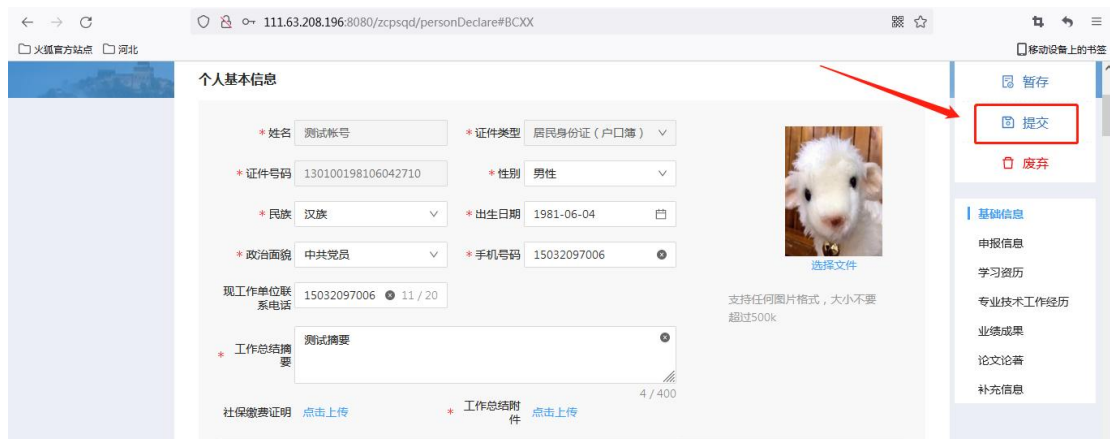 111.63.208.196:8080/zcpsqd/personDeclare#BCXX
火狐官方站点 河北 移动设备上的书签
个人基本信息
* 姓名 测试帐号 * 证件类型 居民身份证（户口簿）
* 证件号码 130100198106042710 * 性别 男性
* 民族 汉族 * 出生日期 1981-06-04
* 政治面貌 中共党员 * 手机号码 15032097006
选择文件
现工作单位联
系电话 15032097006 11 / 20
支持任何图片格式，大小不要
超过500k
* 工作总结摘
要 测试摘要
4 / 400
社保缴费证明 点击上传 * 工作总结附
件 点击上传
暂存
提交
废弃
基础信息
申报信息
学习资历
专业技术工作经历
业绩成果
论文论著
补充信息